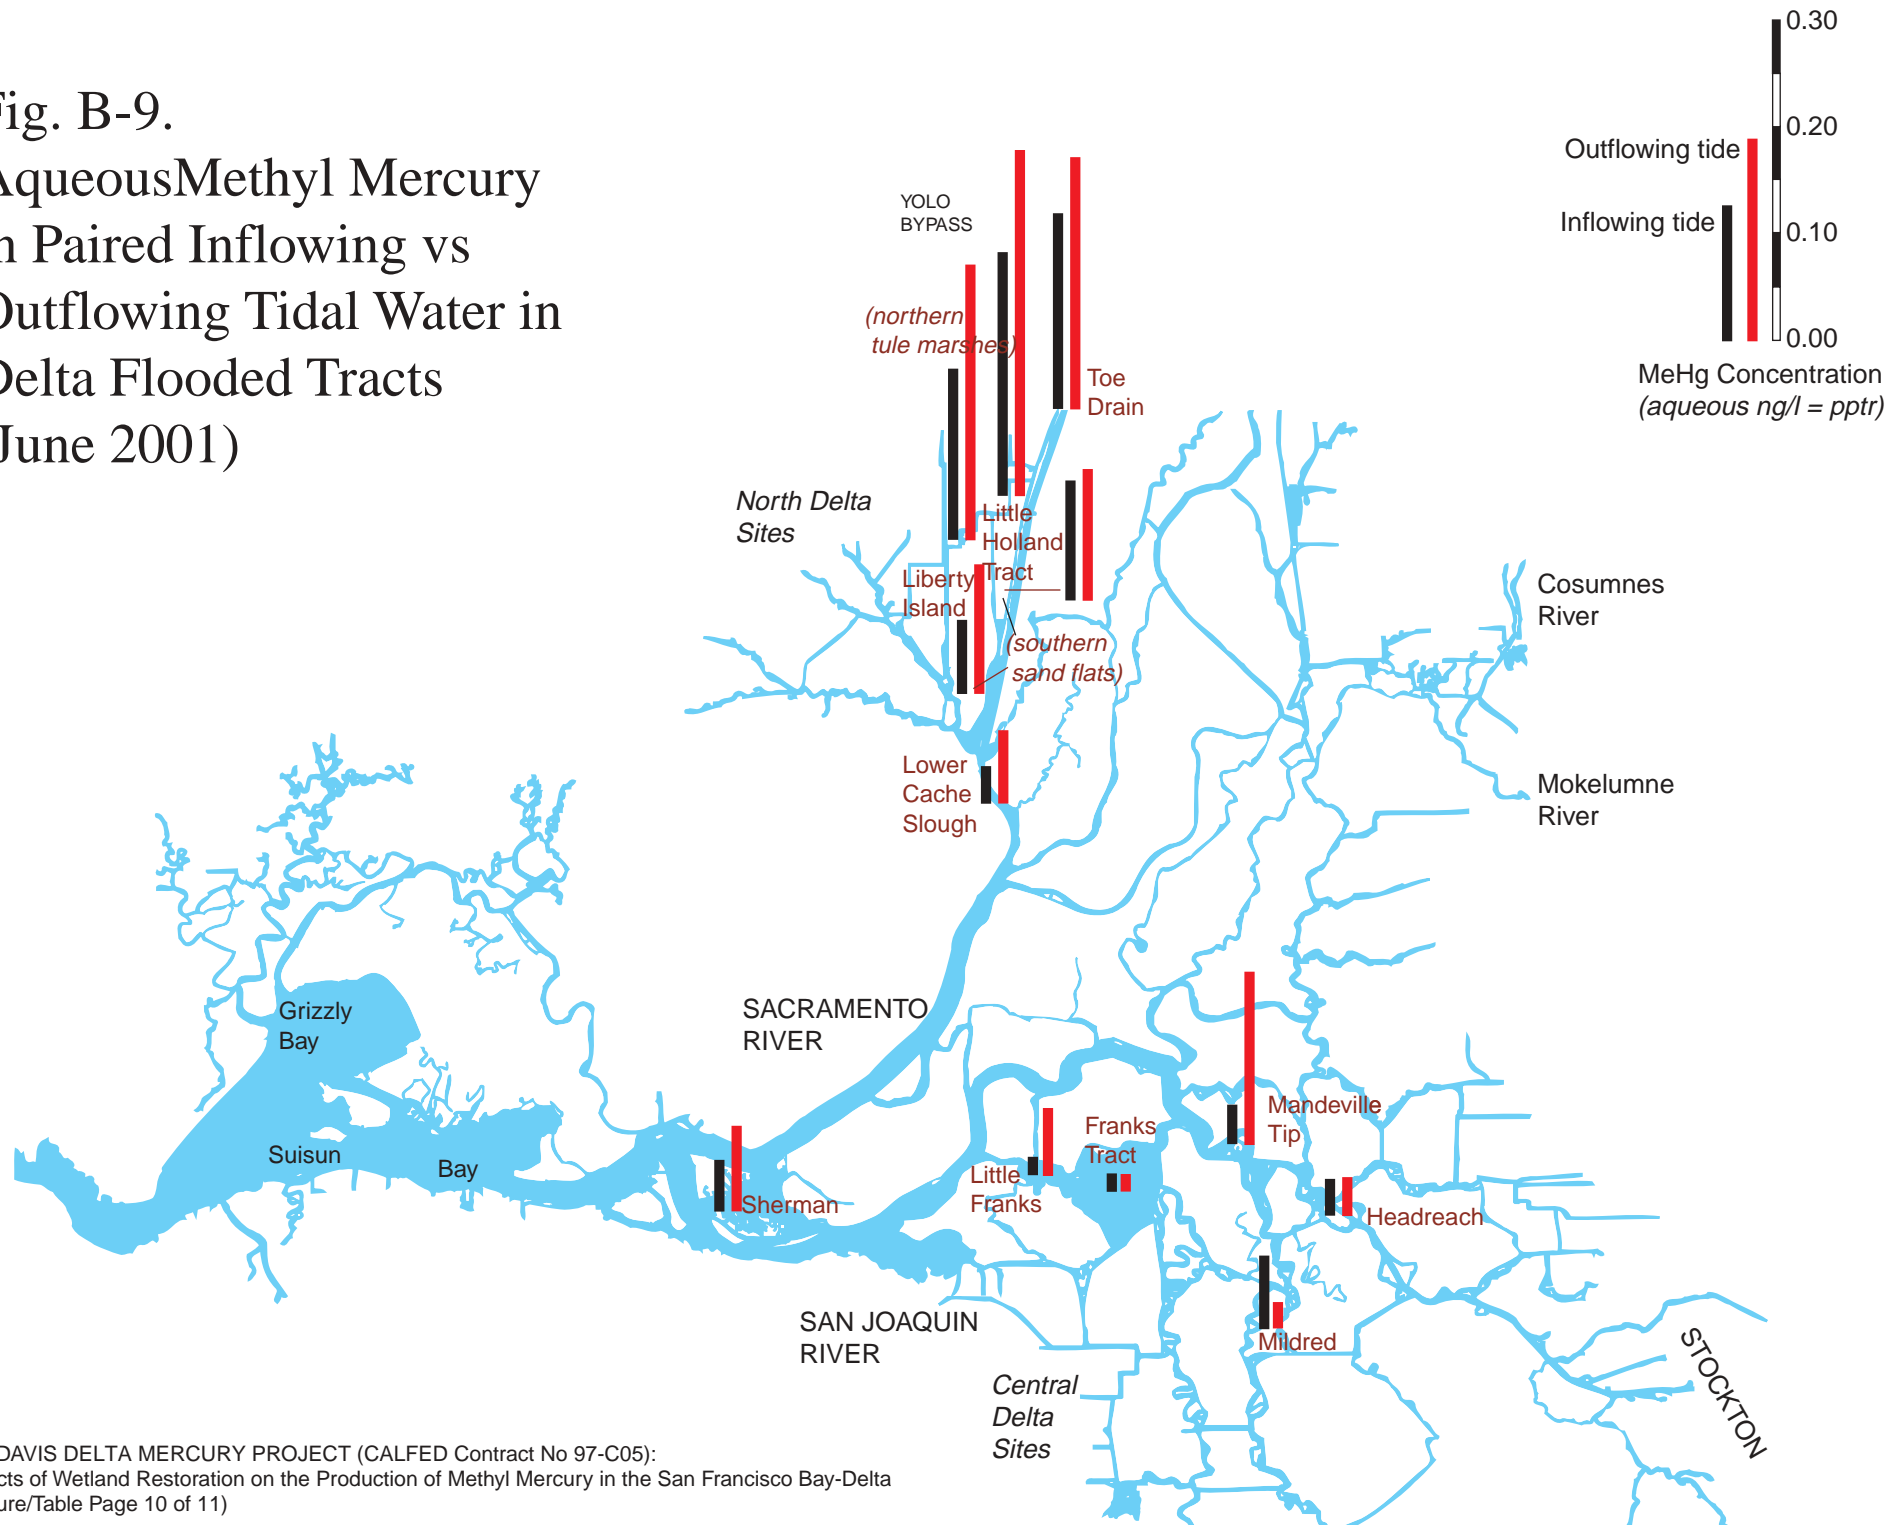 Fig. B-9.
AqueousMethyl Mercury
n Paired Inflowing vs
Outflowing Tidal Water in
Delta Flooded Tracts
June 2001)
0.30
0.20
0.10
0.00
Outflowing tide
Inflowing tide
MeHg Concentration
(aqueous ng/l = pptr)
YOLO
BYPASS
(northern
tule marshes)
Toe
Drain
North Delta
Sites
Little
Holland
Tract
Liberty
Island
(southern
sand flats)
Cosumnes
River
Lower
Cache
Slough
Mokelumne
River
Grizzly
Bay
SACRAMENTO
RIVER
Suisun
Bay
Sherman
Little
Franks
Franks
Tract
Mandeville
Tip
Headreach
Mildred
SAN JOAQUIN
RIVER
Central
Delta
Sites
STOCKTON
DAVIS DELTA MERCURY PROJECT (CALFED Contract No 97-C05):
cts of Wetland Restoration on the Production of Methyl Mercury in the San Francisco Bay-Delta
ure/Table Page 10 of 11)